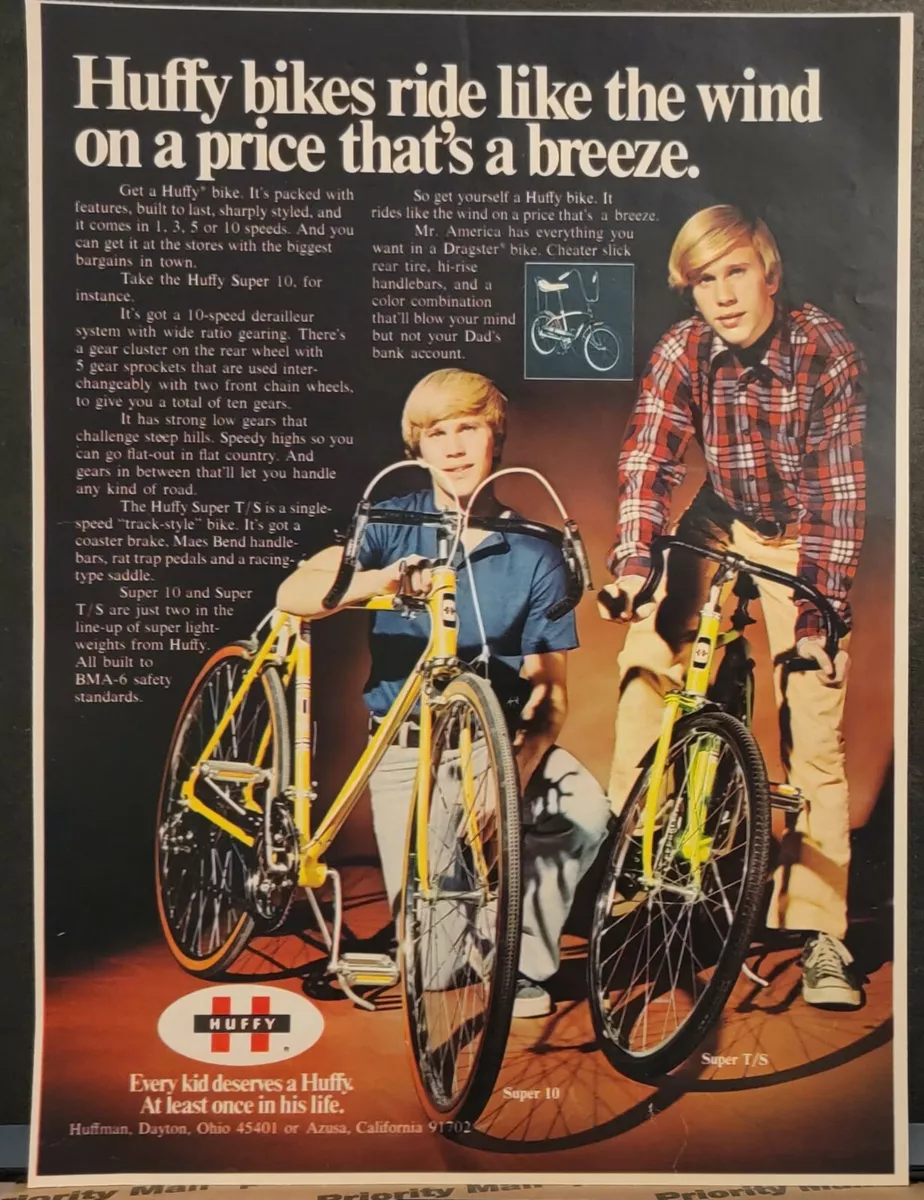 Huffy bikes ride like the wind
on a price that's a breeze.
Get a Huffy® bike. It's packed with
features, built to last, sharply styled, and
it comes in 1, 3, 5 or 10 speeds. And you
can get it at the stores with the biggest
bargains in town.
Take the Huffy Super 10, for
instance.
It's got a 10-speed derailleur
system with wide ratio gearing. There's
a gear cluster on the rear wheel with
5 gear sprockets that are used inter-
changeably with two front chain wheels,
to give you a total of ten gears.
It has strong low gears that
challenge steep hills. Speedy highs so you
can go flat-out in flat country. And
gears in between that'll let you handle
any kind of road.
The Huffy Super T/S is a single-
speed "track-style" bike. It's got a
coaster brake. Maes Bend handle-
bars, rat trap pedals and a racing-
type saddle.
Super 10 and Super
T/S are just two in the
line-up of super light-
weights from Huffy.
All built to
BMA-6 safety
standards.
So get yourself a Huffy bike. It
rides like the wind on a price that's a breeze.
Mr. America has everything you
want in a Dragster® bike. Cheater slick
rear tire, hi-rise
handlebars, and a
color combination
that'll blow your mind
but not your Dad's
bank account.
HUFFY
®
Every kid deserves a Huffy.
At least once in his life.
Huffman, Dayton, Ohio 45401 or Azusa, California 91702
Super 10
Super T/S
Priority Mail Priority Mail Priority Mail